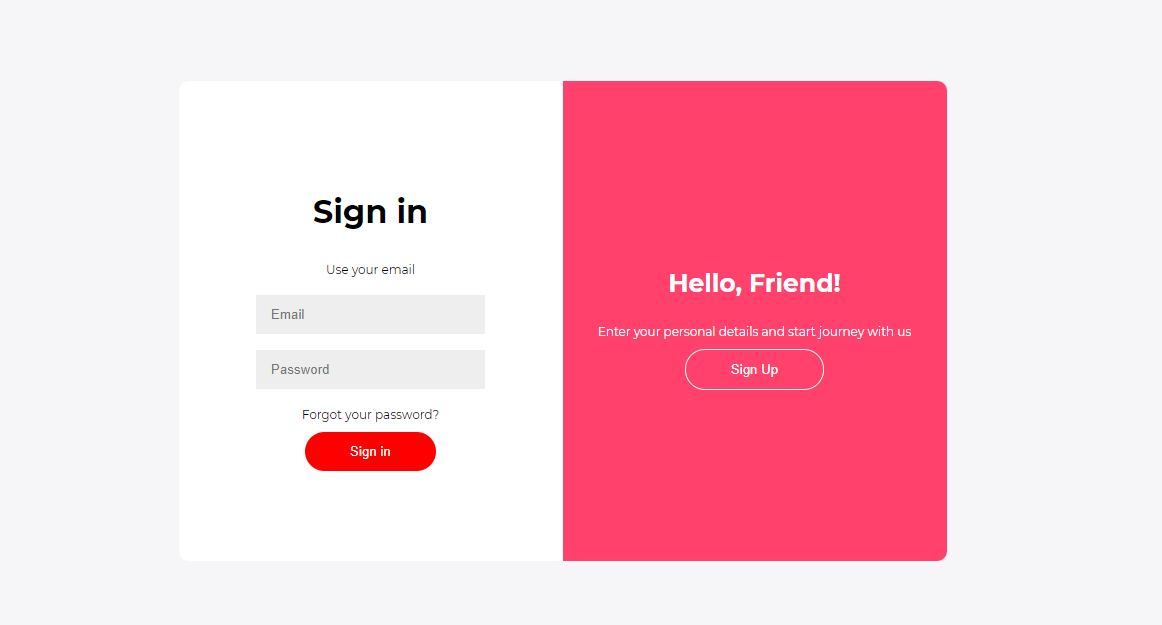 Sign in
Use your email
Email
Password
Forgot your password?
Sign in
Hello, Friend!
Enter your personal details and start journey with us
Sign Up